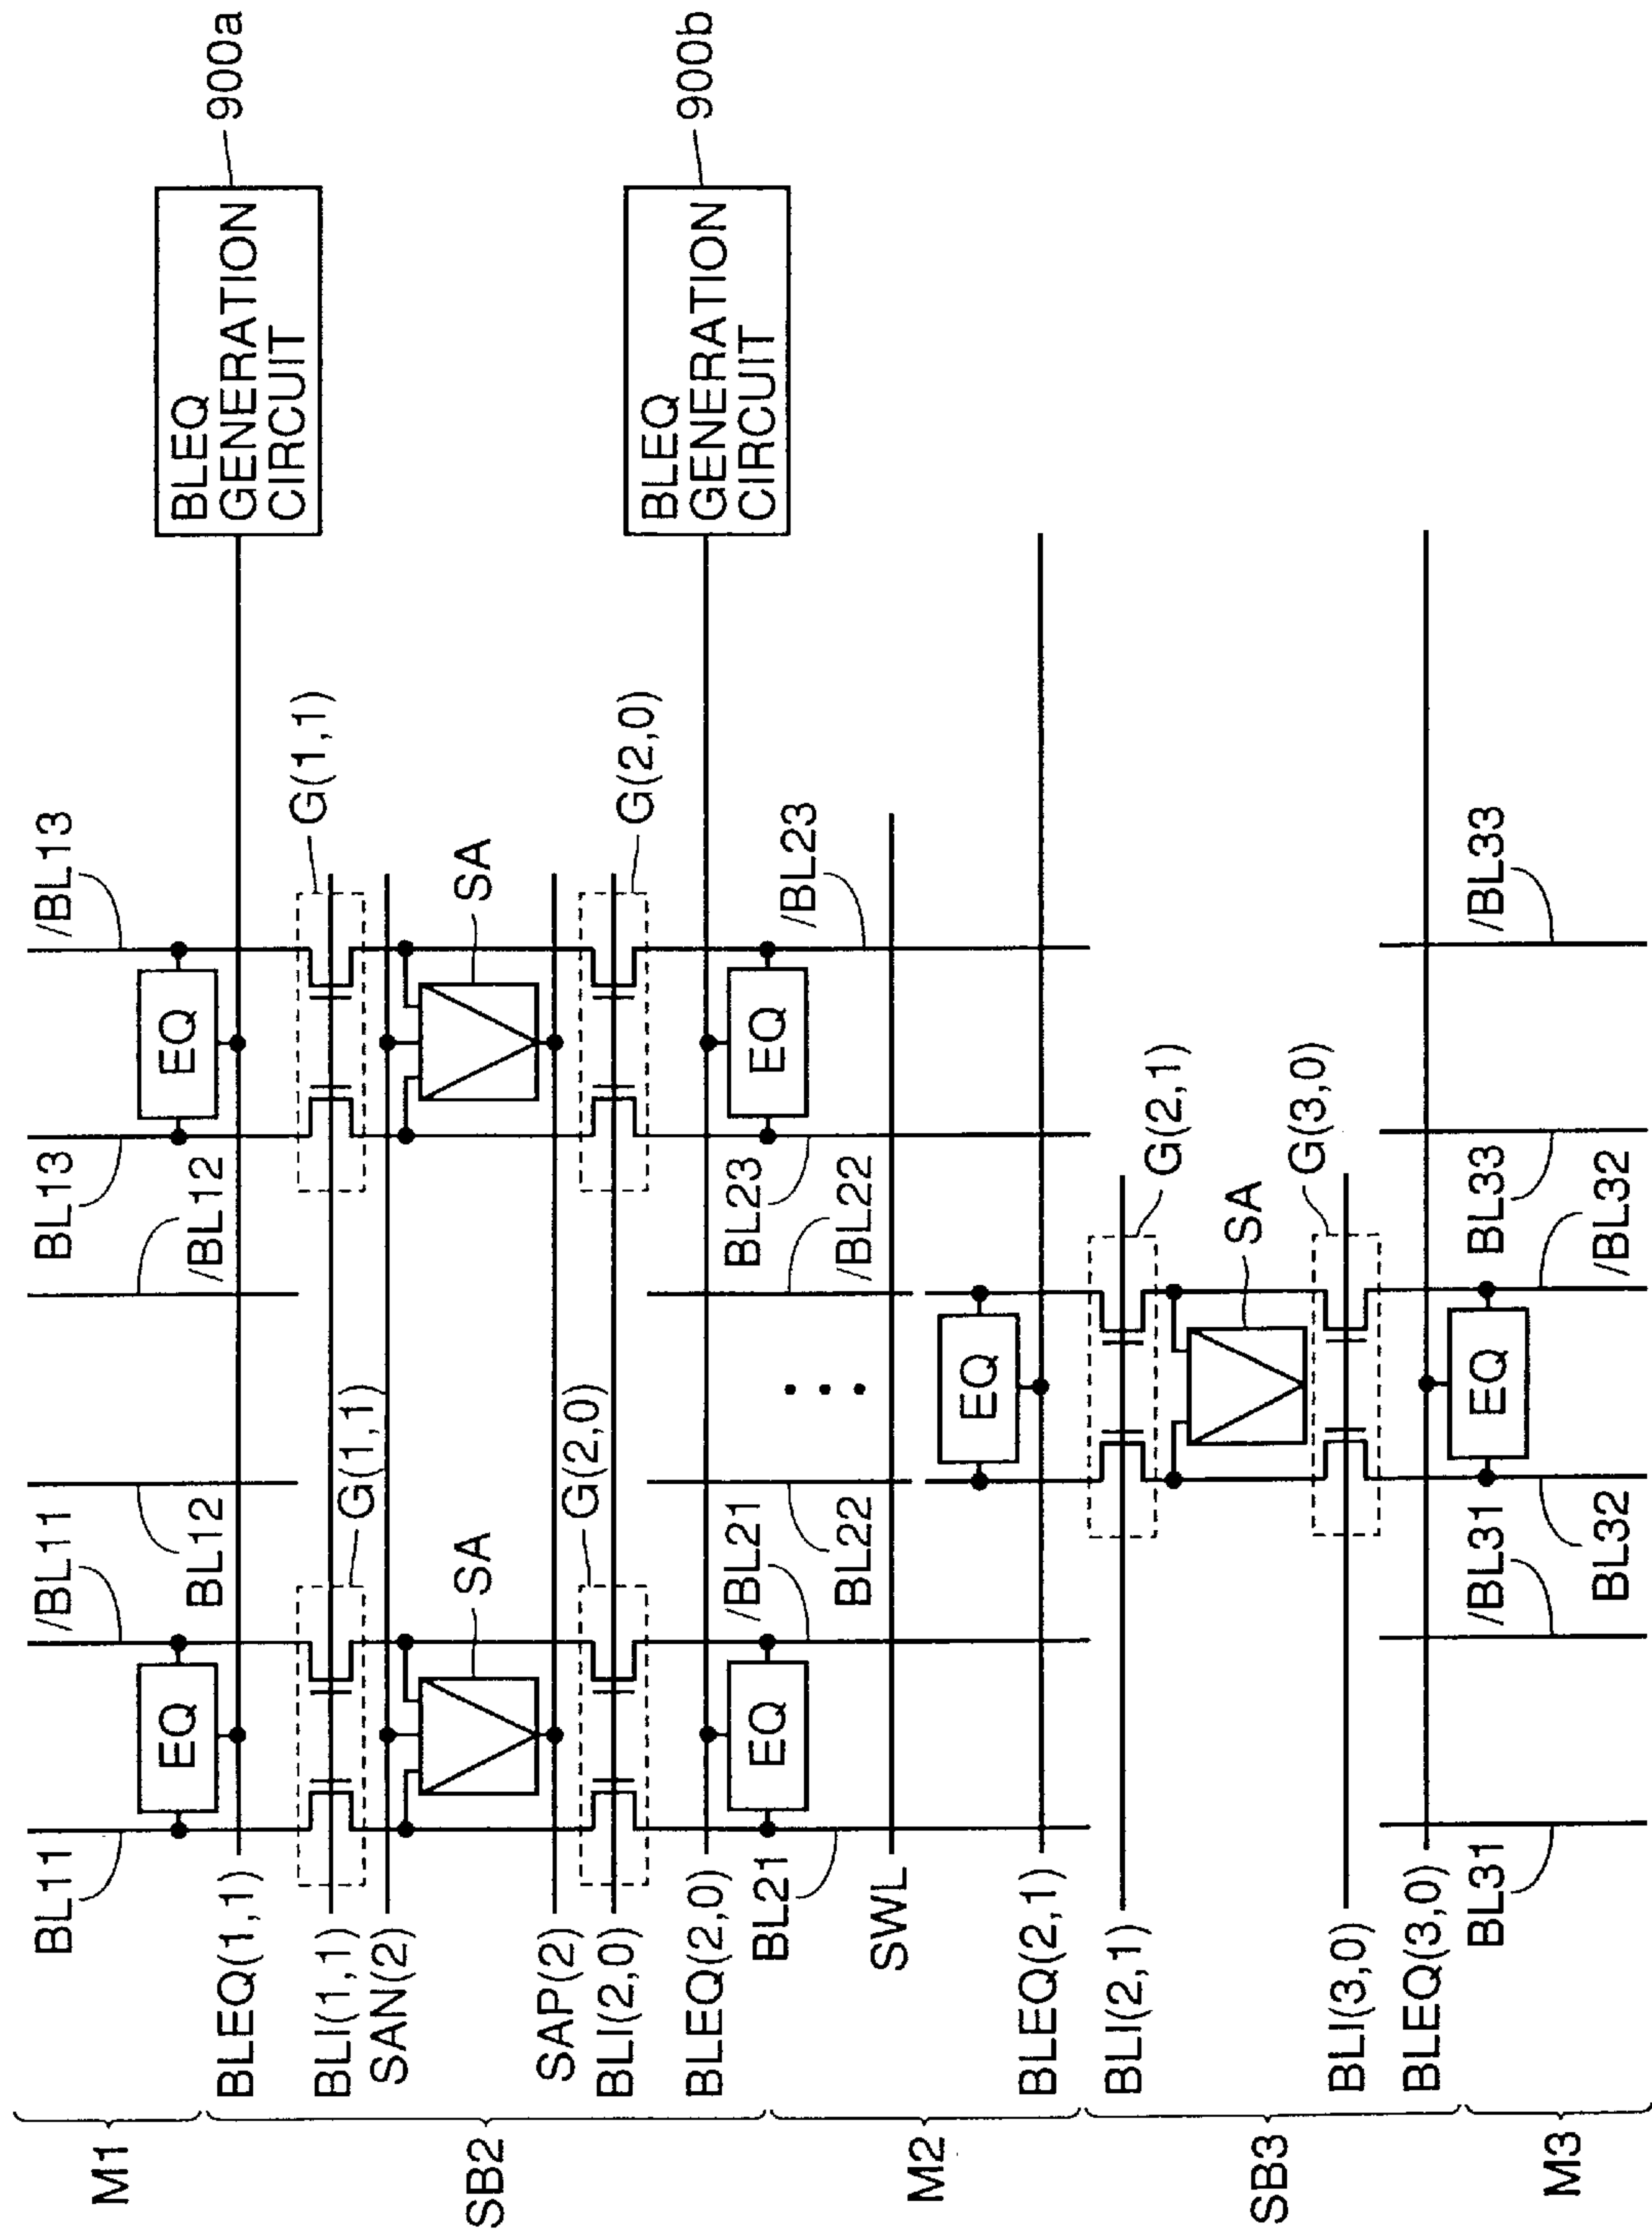 M1
SB2
M2
SB3
M3
BLEQ(1,1)
BLI(1,1)
SAN(2)
SAP(2)
BLI(2,0)
BLEQ(2,0)
SWL
BLEQ(2,1)
BLI(2,1)
BLI(3,0)
BLEQ(3,0)
BL11
/BL11
BL12
/BL12
BL13
/BL13
EQ
EQ
BLEQ
GENERATION
CIRCUIT
900a
G(1,1)
G(1,1)
SA
SA
G(2,0)
G(2,0)
BLEQ
GENERATION
CIRCUIT
900b
EQ
EQ
BL21
/BL21
BL22
/BL22
BL23
/BL23
EQ
G(2,1)
SA
G(3,0)
EQ
BL31
/BL31
BL32
/BL32
BL33
/BL33